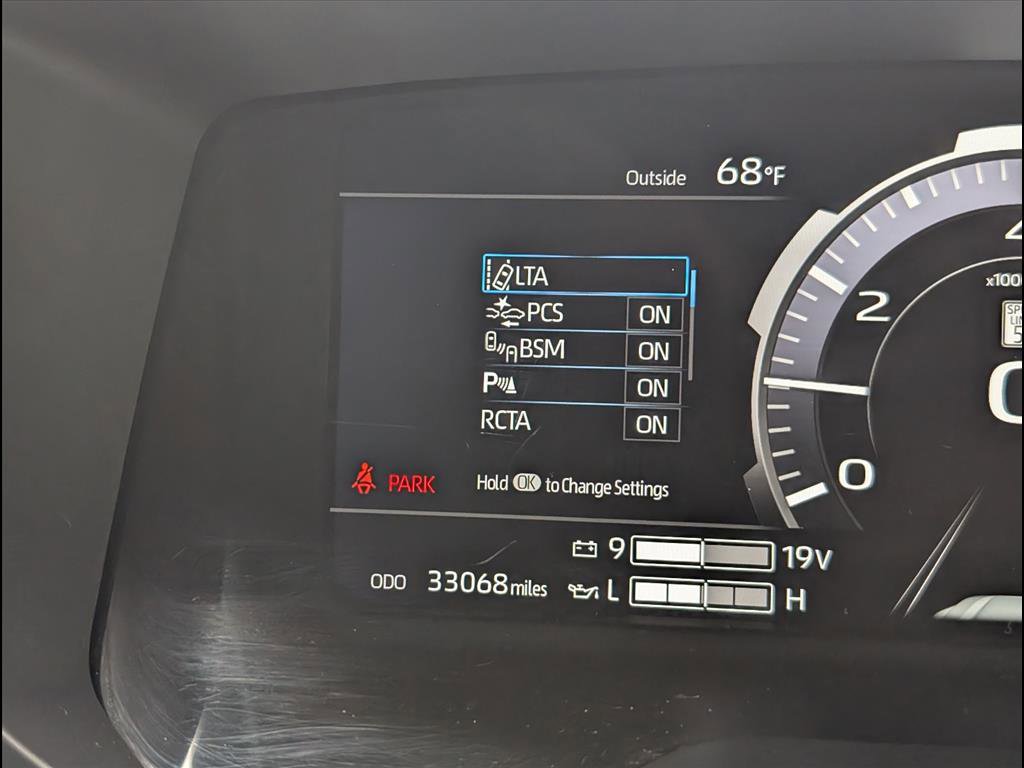 Outside 68°F
LTA
PCS ON
BSM ON
P ON
RCTA ON
PARK
Hold OK to Change Settings
9 19V
ODO 33068 miles
L H
2
0